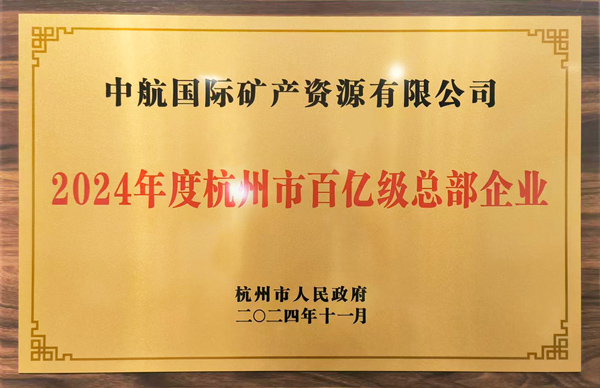 中航国际矿产资源有限公司
2024年度杭州市百亿级总部企业
杭州市人民政府
二〇二四年十一月